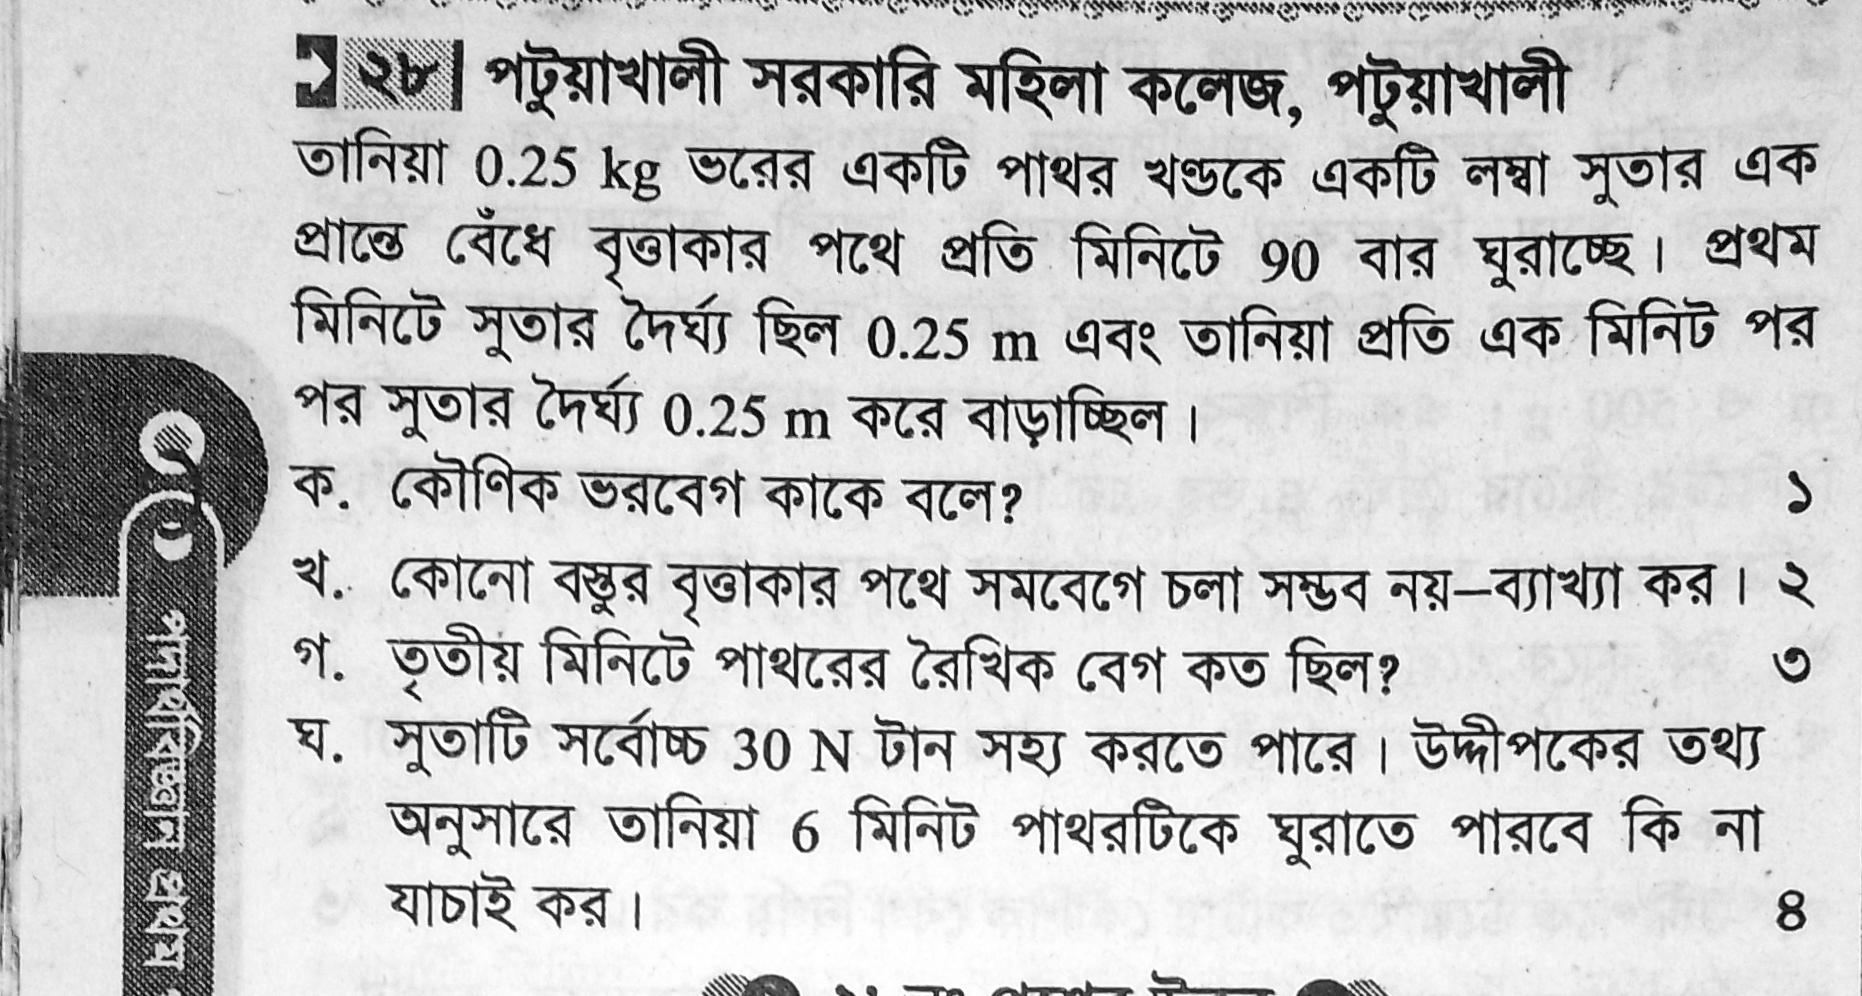 ২৮ পটুয়াখালী সরকারি মহিলা কলেজ, পটুয়াখালী
তানিয়া 0.25 kg ভরের একটি পাথর খণ্ডকে একটি লম্বা সুতার এক
প্রান্তে বেঁধে বৃত্তাকার পথে প্রতি মিনিটে 90 বার ঘুরাচ্ছে। প্রথম
মিনিটে সুতার দৈর্ঘ্য ছিল 0.25 m এবং তানিয়া প্রতি এক মিনিট পর
পর সুতার দৈর্ঘ্য 0.25 m করে বাড়াচ্ছিল।
ক. কৌণিক ভরবেগ কাকে বলে? ১
খ. কোনো বস্তুর বৃত্তাকার পথে সমবেগে চলা সম্ভব নয়—ব্যাখ্যা কর। ২
গ. তৃতীয় মিনিটে পাথরের রৈখিক বেগ কত ছিল? ৩
ঘ. সুতাটি সর্বোচ্চ 30 N টান সহ্য করতে পারে। উদ্দীপকের তথ্য
অনুসারে তানিয়া 6 মিনিট পাথরটিকে ঘুরাতে পারবে কি না
যাচাই কর। ৪
পদার্থবিজ্ঞান প্রথম